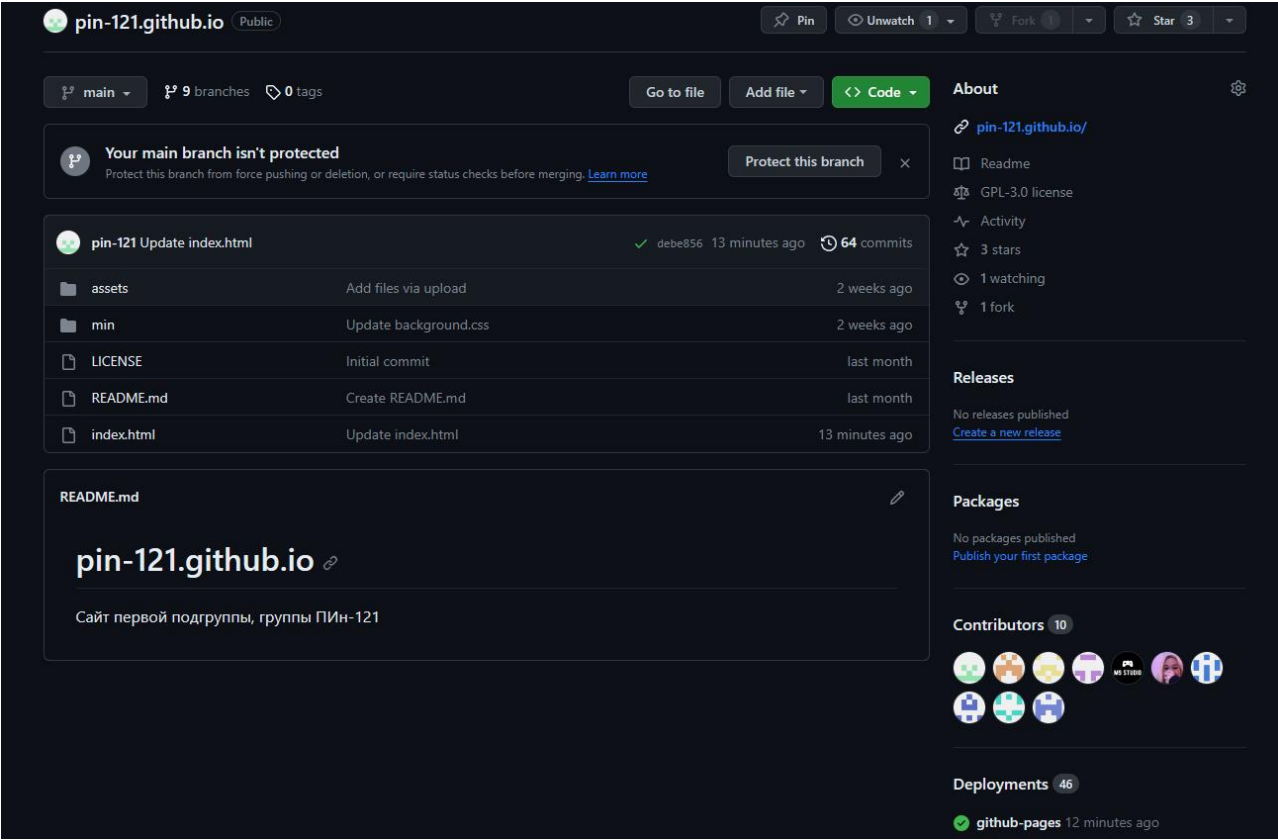 pin-121.github.io Public
Pin
Unwatch 1
Fork 1
Star 3
main
9 branches
0 tags
Go to file
Add file
Code
Your main branch isn't protected
Protect this branch from force pushing or deletion, or require status checks before merging. Learn more
Protect this branch
pin-121 Update index.html debe856 13 minutes ago 64 commits
assets Add files via upload 2 weeks ago
min Update background.css 2 weeks ago
LICENSE Initial commit last month
README.md Create README.md last month
index.html Update index.html 13 minutes ago
README.md
pin-121.github.io
Сайт первой подгруппы, группы ПИн-121
About
pin-121.github.io/
Readme
GPL-3.0 license
Activity
3 stars
1 watching
1 fork
Releases
No releases published
Create a new release
Packages
No packages published
Publish your first package
Contributors 10
MS STUDIO
Deployments 46
github-pages 12 minutes ago